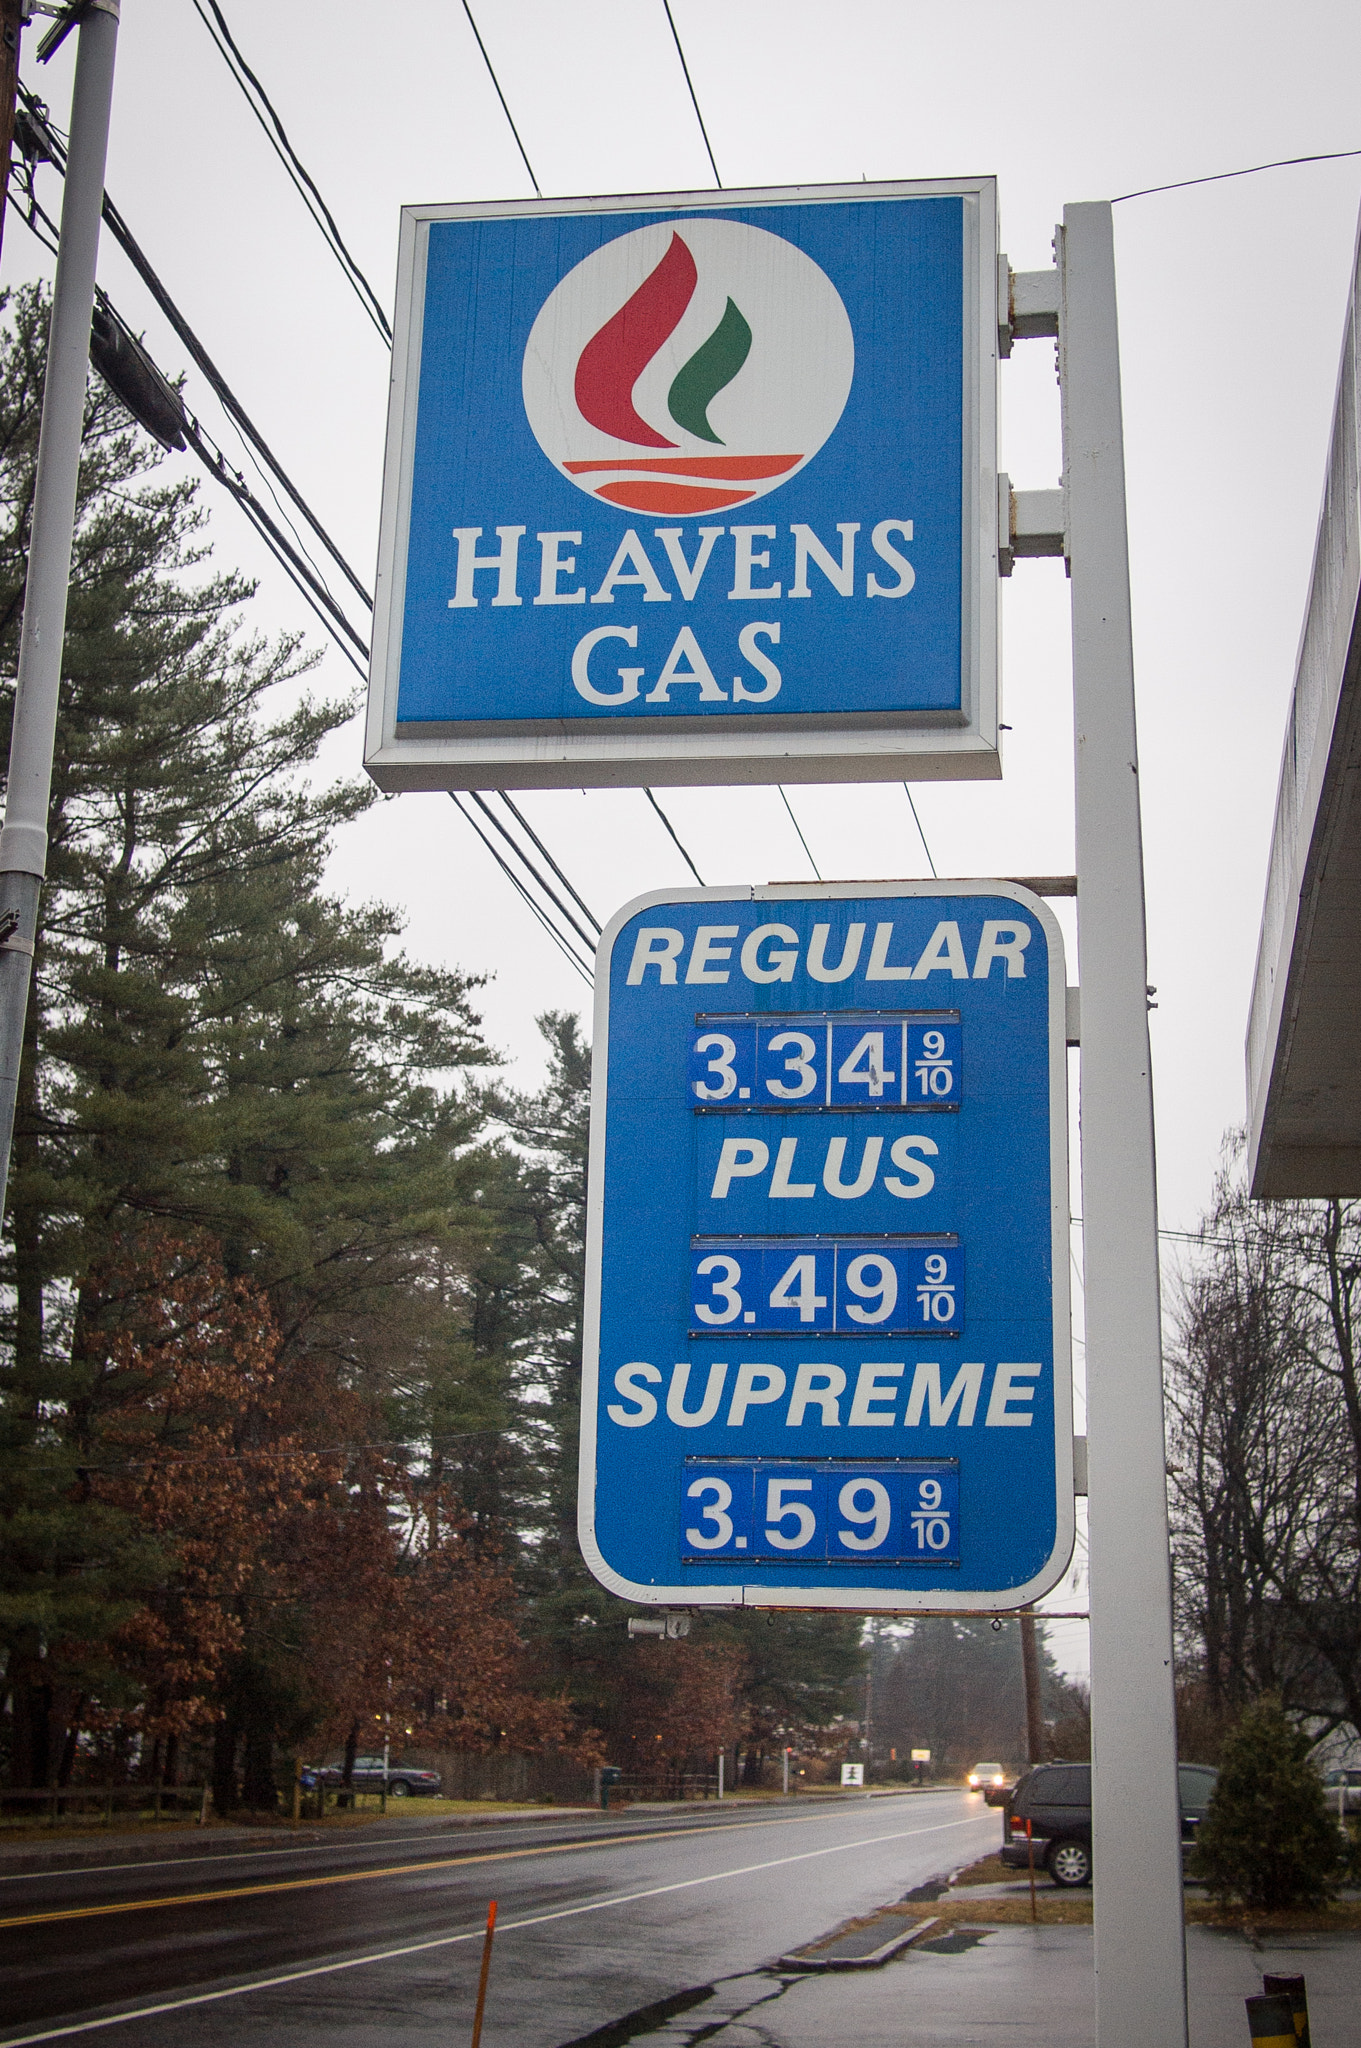 HEAVENS
GAS
REGULAR
3.34 9/10
PLUS
3.49 9/10
SUPREME
3.59 9/10